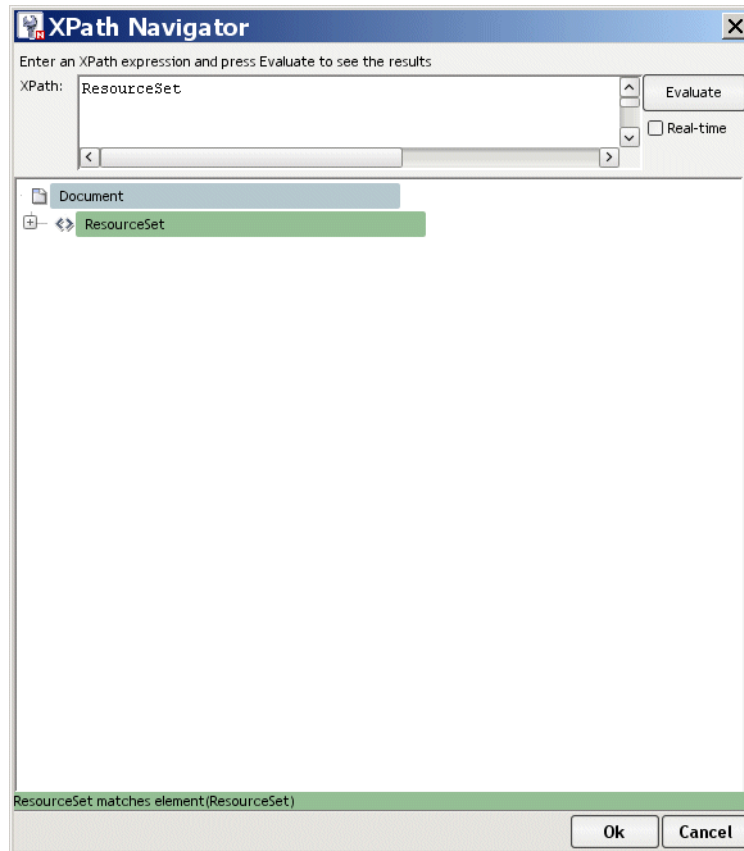 XPath Navigator
Enter an XPath expression and press Evaluate to see the results
XPath:
ResourceSet
Evaluate
Real-time
Document
ResourceSet
ResourceSet matches element(ResourceSet)
Ok
Cancel